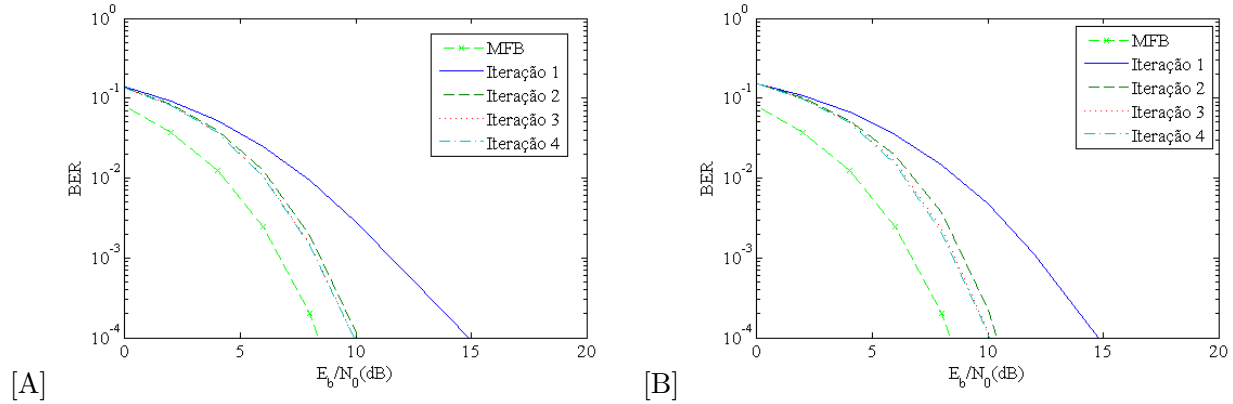 10^0
10^-1
10^-2
10^-3
10^-4
BER
0
5
10
15
20
E_b/N_0(dB)
MFB
Iteração 1
Iteração 2
Iteração 3
Iteração 4
[A]
10^0
10^-1
10^-2
10^-3
10^-4
BER
0
5
10
15
20
E_b/N_0(dB)
MFB
Iteração 1
Iteração 2
Iteração 3
Iteração 4
[B]